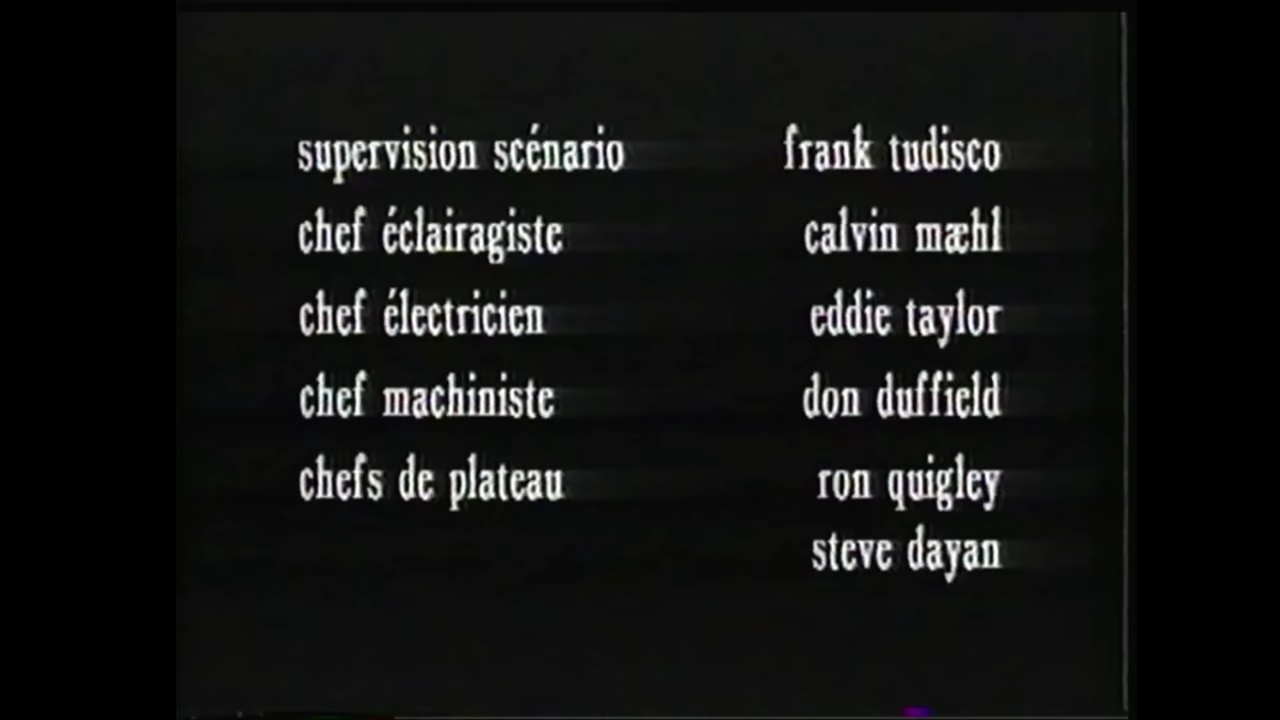 supervision scénario frank tudisco
chef éclairagiste calvin mæhl
chef électricien eddie taylor
chef machiniste don duffield
chefs de plateau ron quigley
steve dayan